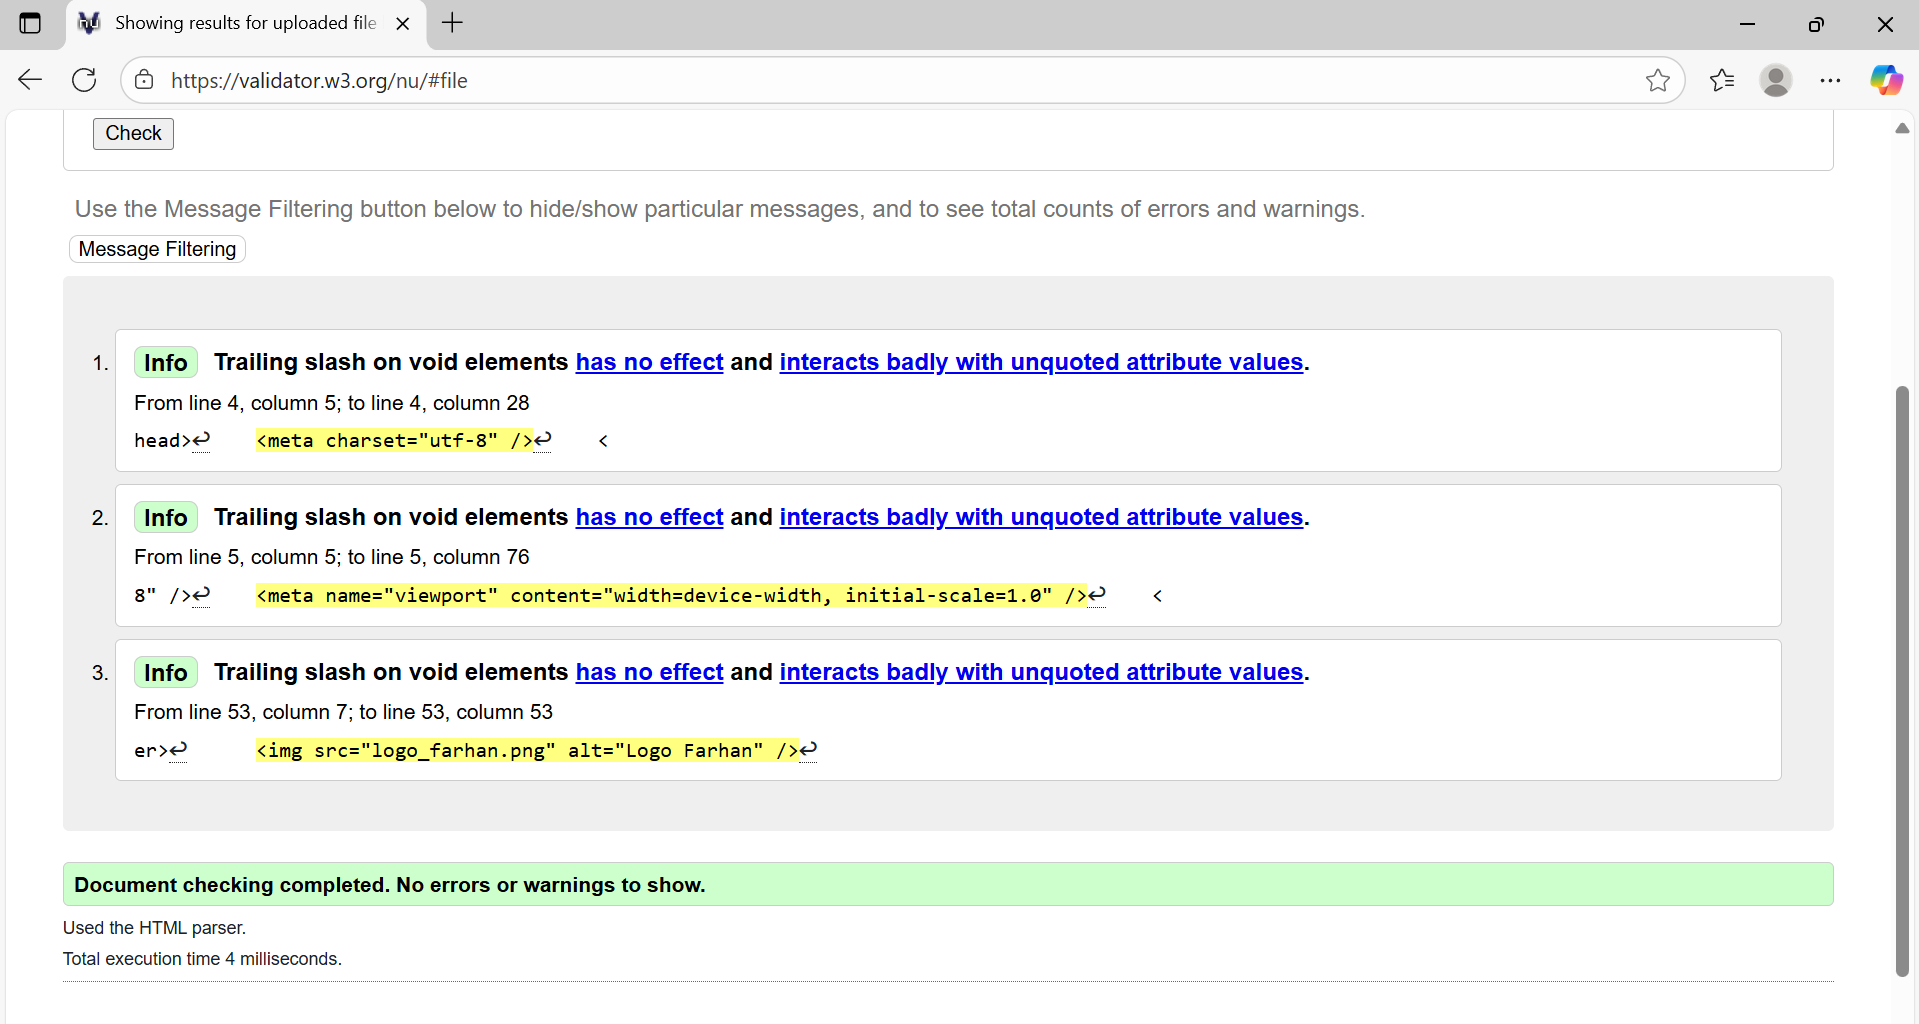 Showing results for uploaded file
https://validator.w3.org/nu/#file
Check
Use the Message Filtering button below to hide/show particular messages, and to see total counts of errors and warnings.
Message Filtering
1. Info Trailing slash on void elements has no effect and interacts badly with unquoted attribute values.
From line 4, column 5; to line 4, column 28
head>↩    <meta charset="utf-8" />↩    <
2. Info Trailing slash on void elements has no effect and interacts badly with unquoted attribute values.
From line 5, column 5; to line 5, column 76
8" />↩    <meta name="viewport" content="width=device-width, initial-scale=1.0" />↩    <
3. Info Trailing slash on void elements has no effect and interacts badly with unquoted attribute values.
From line 53, column 7; to line 53, column 53
er>↩      <img src="logo_farhan.png" alt="Logo Farhan" />↩
Document checking completed. No errors or warnings to show.
Used the HTML parser.
Total execution time 4 milliseconds.